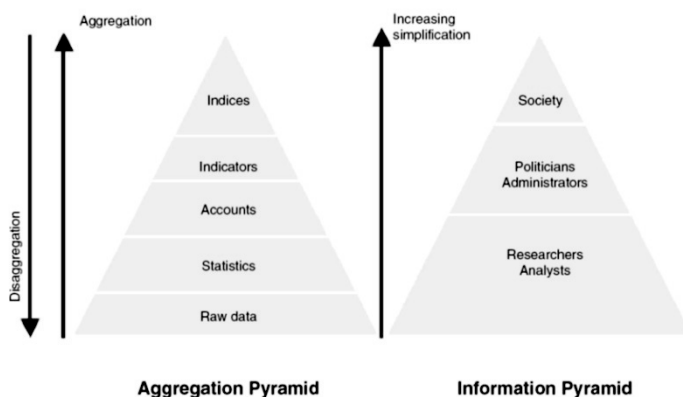 Aggregation
Indices
Indicators
Accounts
Statistics
Raw data
Disaggregation
Aggregation Pyramid
Increasing
simplification
Society
Politicians
Administrators
Researchers
Analysts
Information Pyramid